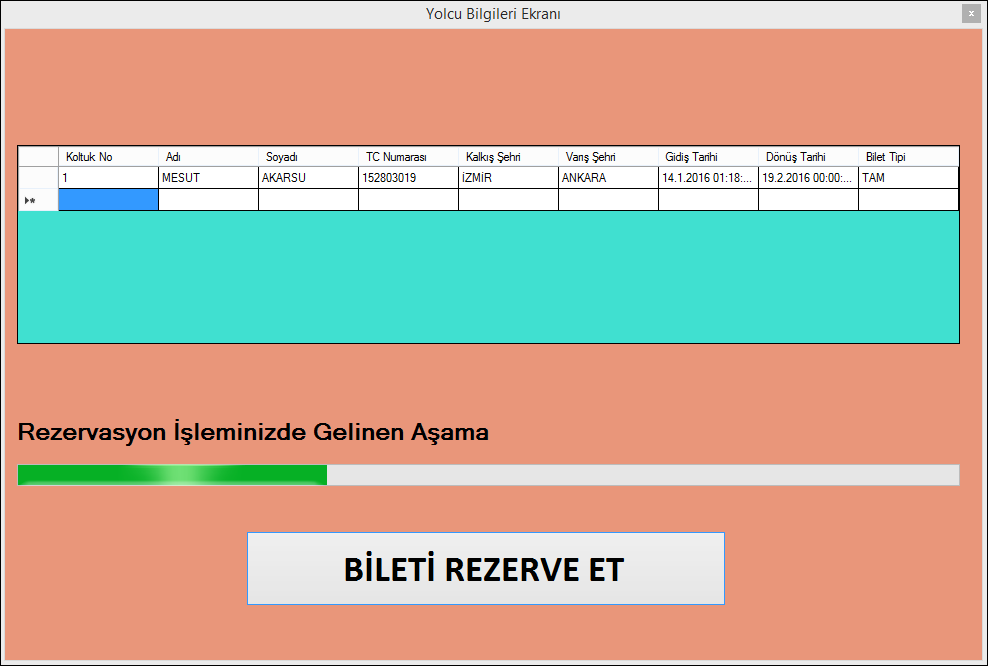 Yolcu Bilgileri Ekranı
x
Koltuk No Adı Soyadı TC Numarası Kalkış Şehri Varış Şehri Gidiş Tarihi Dönüş Tarihi Bilet Tipi
1 MESUT AKARSU 152803019 İZMİR ANKARA 14.1.2016 01:18:... 19.2.2016 00:00:... TAM
Rezervasyon İşleminizde Gelinen Aşama
BİLETİ REZERVE ET